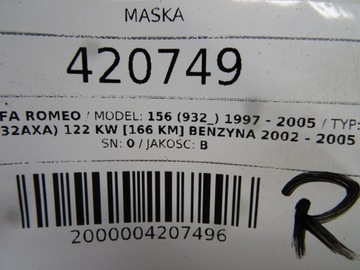 MASKA
420749
FA ROMEO / MODEL: 156 (932_) 1997 - 2005 / TYP:
32AXA) 122 KW [166 KM] BENZYNA 2002 - 2005
SN: 0 / JAKOSC: B
2000004207496
R